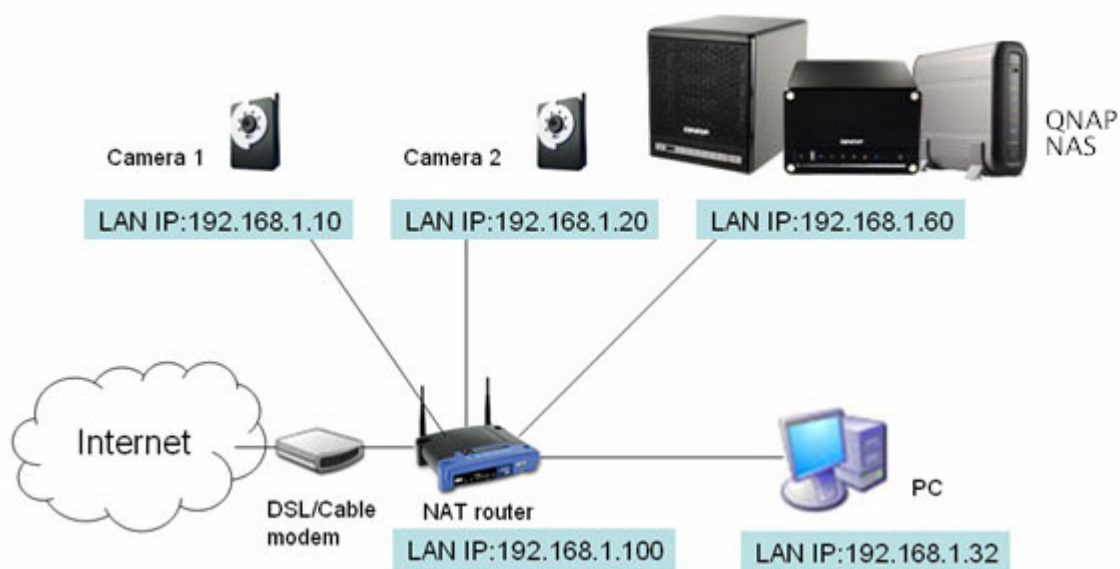 Camera 1
Camera 2
QNAP
NAS
LAN IP:192.168.1.10
LAN IP:192.168.1.20
LAN IP:192.168.1.60
Internet
DSL/Cable
modem
NAT router
PC
LAN IP:192.168.1.100
LAN IP:192.168.1.32